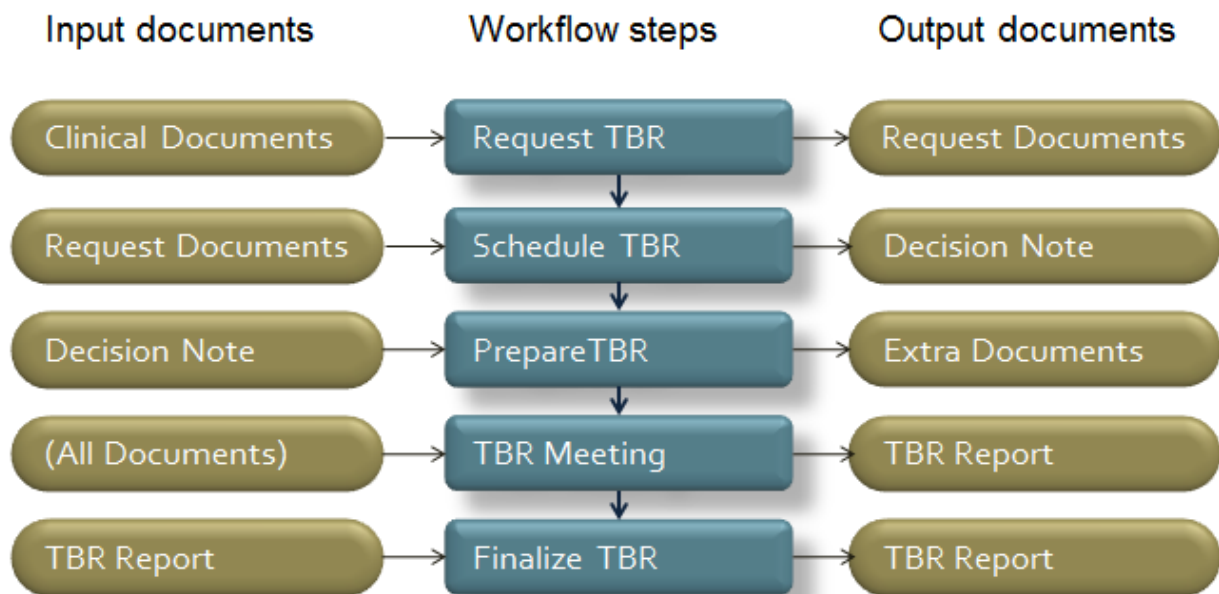 Input documents
Workflow steps
Output documents
Clinical Documents
Request TBR
Request Documents
Request Documents
Schedule TBR
Decision Note
Decision Note
PrepareTBR
Extra Documents
(All Documents)
TBR Meeting
TBR Report
TBR Report
Finalize TBR
TBR Report